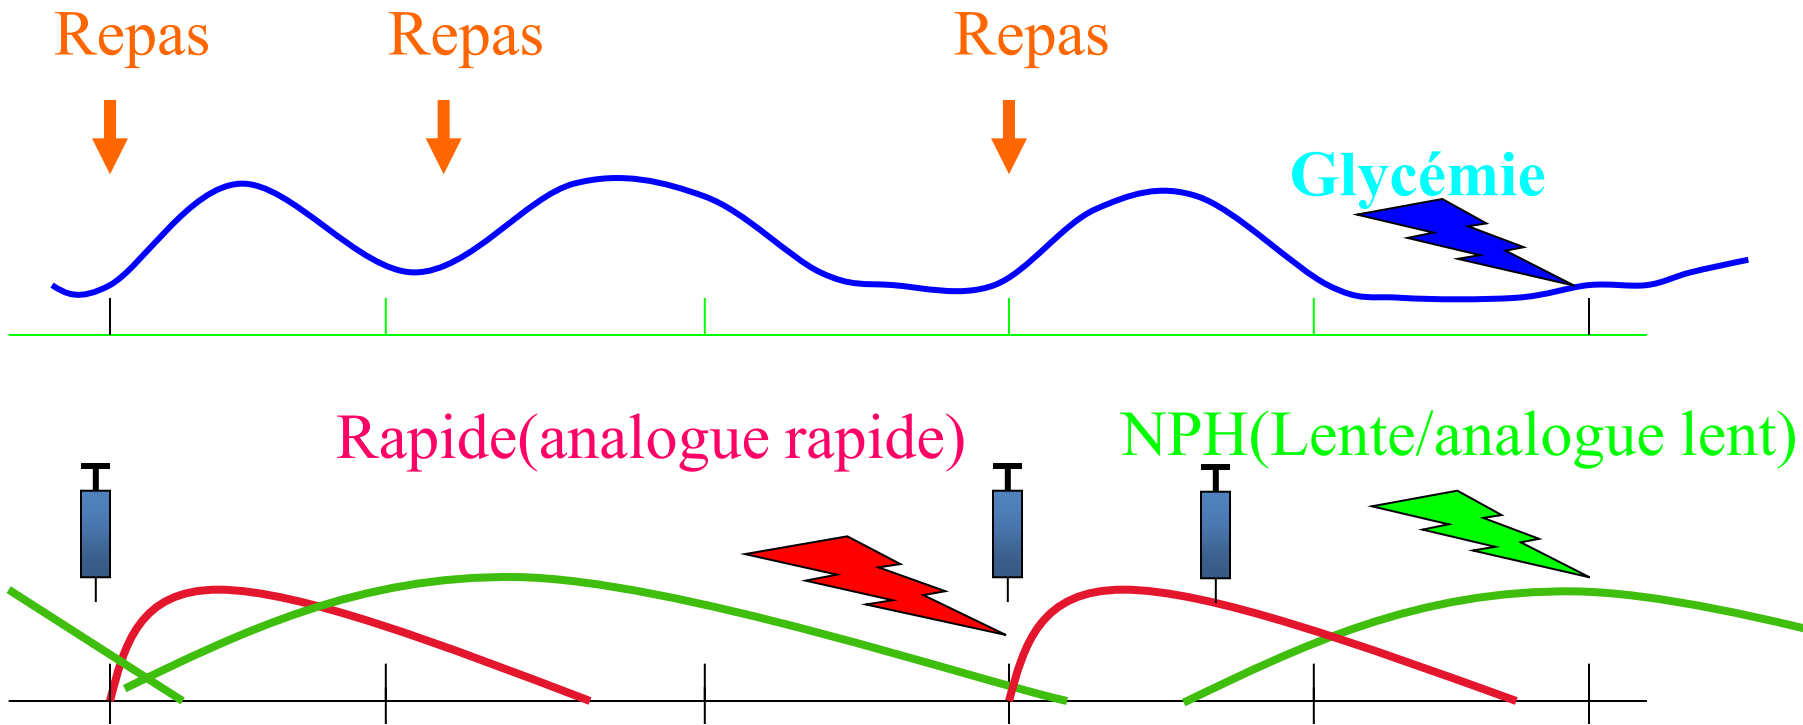 Repas Repas Repas
Glycémie
Rapide(analogue rapide) NPH(Lente/analogue lent)